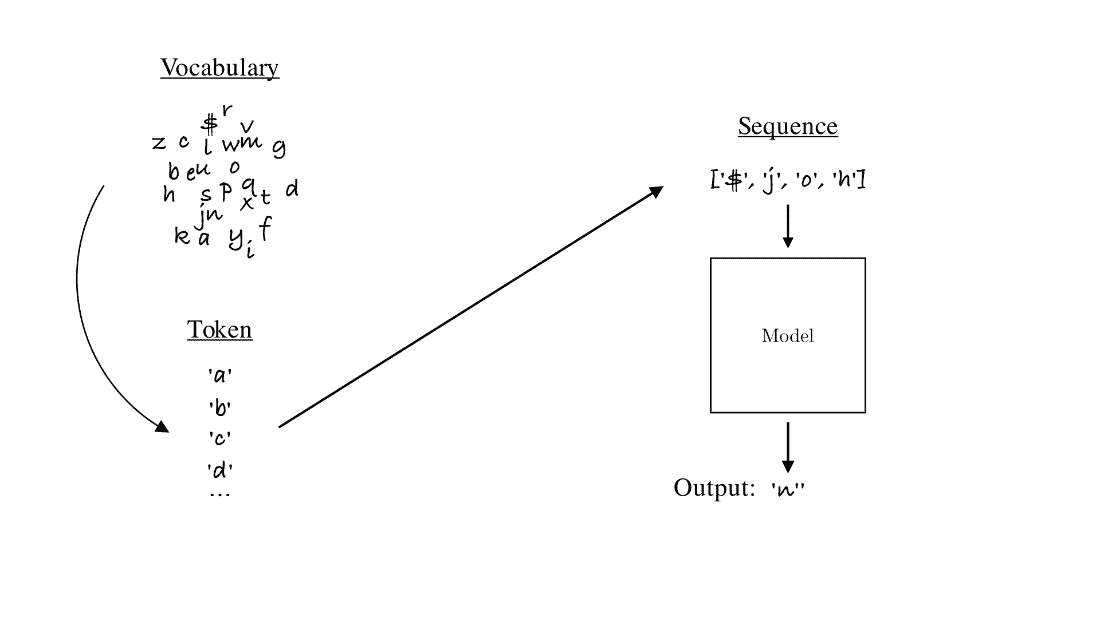 Vocabulary
$ r v
z c l w m g
b e u o
h s p q x t d
j n
k a y i f
Token
'a'
'b'
'c'
'd'
...
Sequence
['$', 'j', 'o', 'h']
Model
Output: 'n''